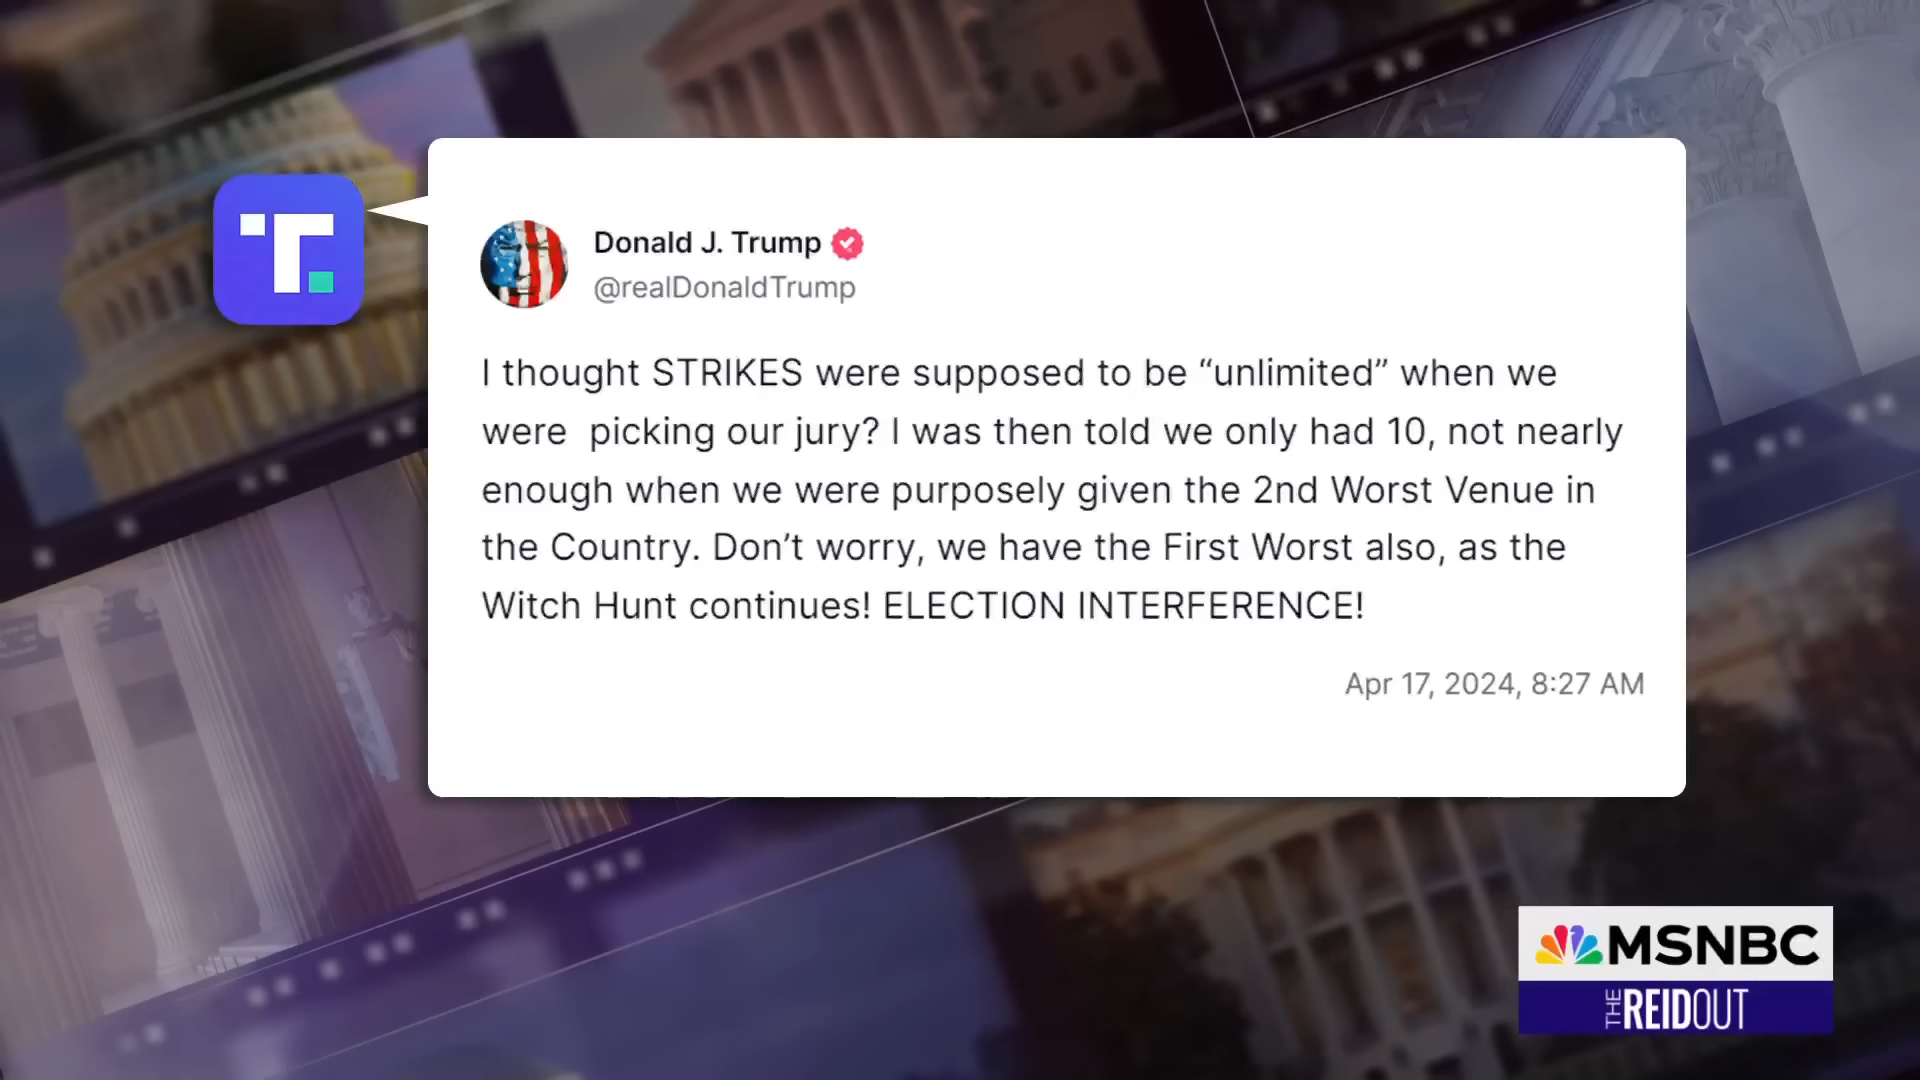 T.
Donald J. Trump
@realDonaldTrump
I thought STRIKES were supposed to be “unlimited” when we
were  picking our jury? I was then told we only had 10, not nearly
enough when we were purposely given the 2nd Worst Venue in
the Country. Don’t worry, we have the First Worst also, as the
Witch Hunt continues! ELECTION INTERFERENCE!
Apr 17, 2024, 8:27 AM
MSNBC
THE REIDOUT